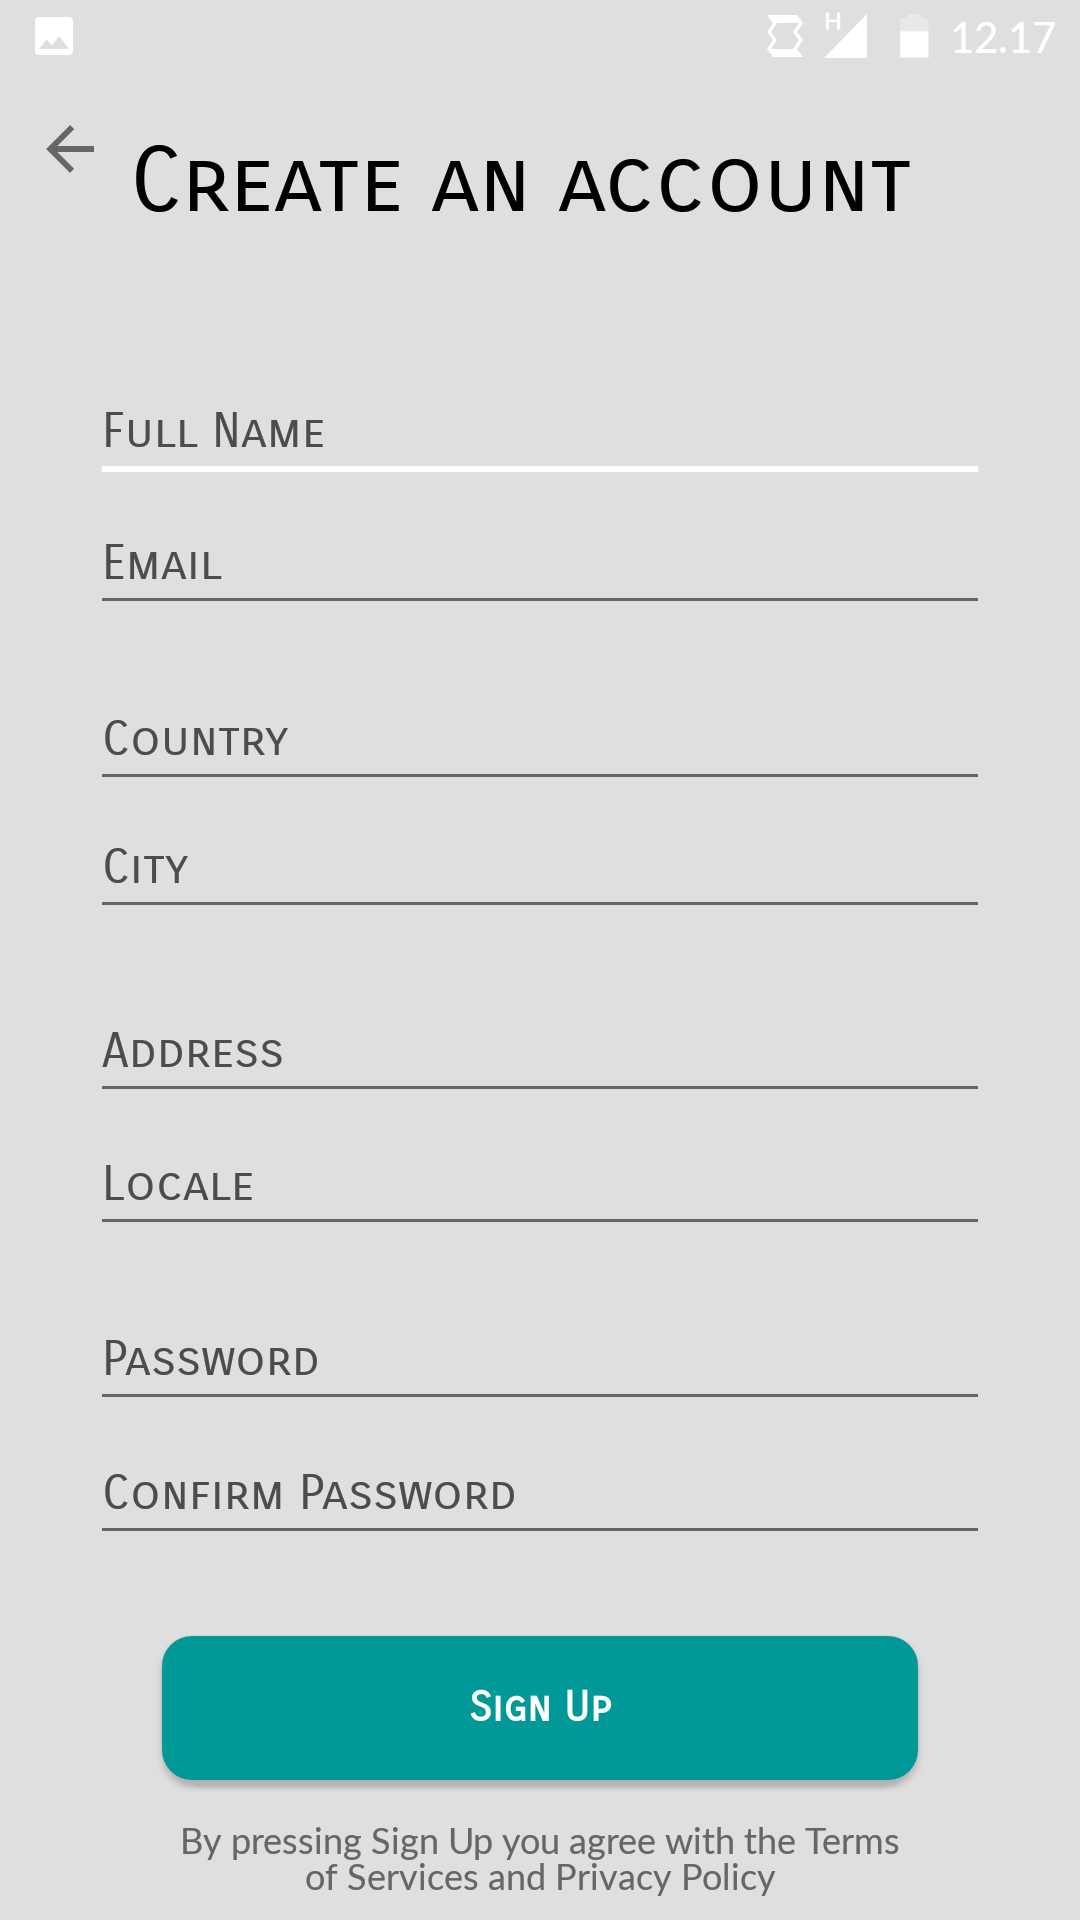 H 12.17
Create an account
Full Name
Email
Country
City
Address
Locale
Password
Confirm Password
Sign Up
By pressing Sign Up you agree with the Terms
of Services and Privacy Policy